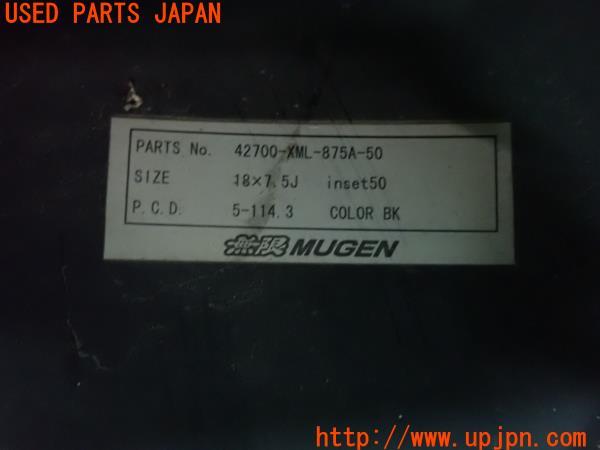 USED PARTS JAPAN
PARTS No. 42700-XML-875A-50
SIZE 18×7.5J inset50
P.C.D. 5-114.3 COLOR BK
無限 MUGEN
http://www.upjpn.com/